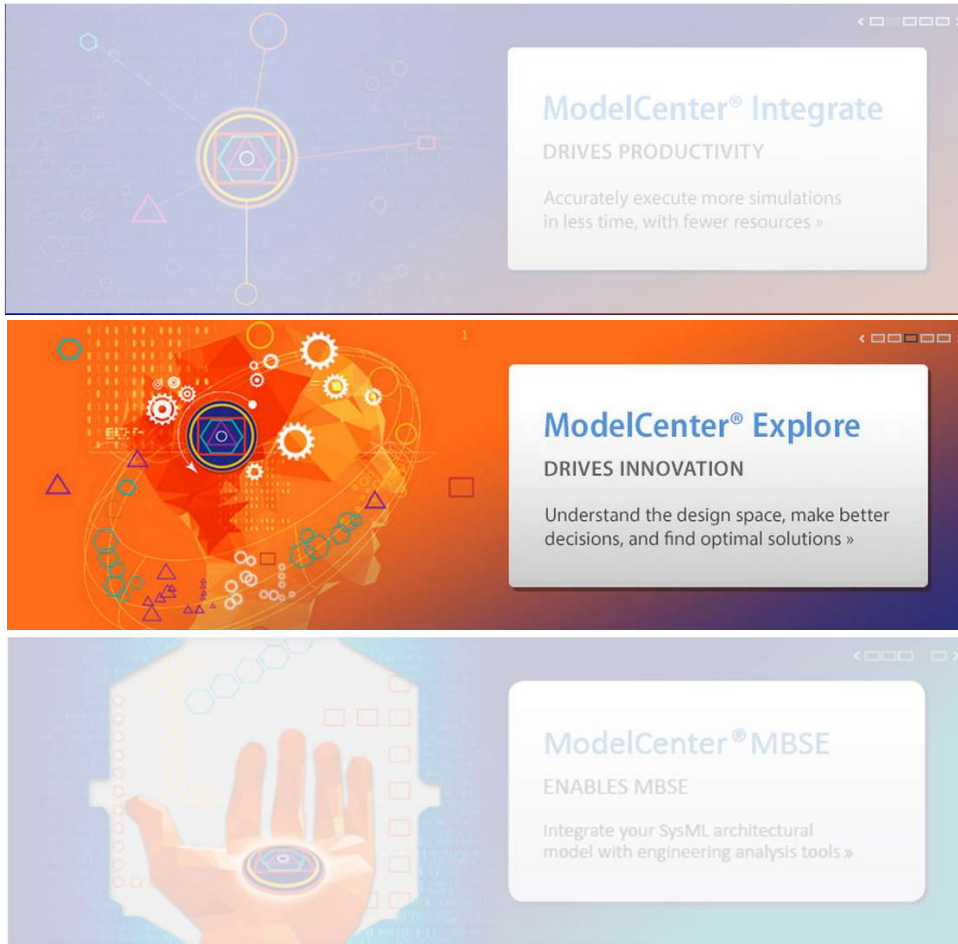 ModelCenter® Integrate
DRIVES PRODUCTIVITY
Accurately execute more simulations
in less time, with fewer resources »
1
ModelCenter® Explore
DRIVES INNOVATION
Understand the design space, make better
decisions, and find optimal solutions »
ModelCenter® MBSE
ENABLES MBSE
Integrate your SysML architectural
model with engineering analysis tools »